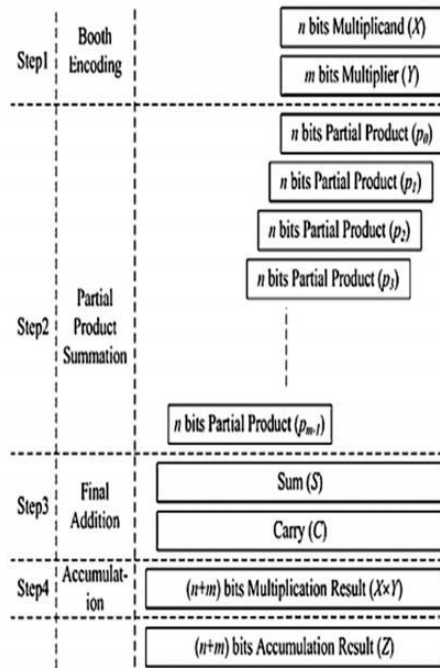 Step1
Booth
Encoding
n bits Multiplicand (X)
m bits Multiplier (Y)
Step2
Partial
Product
Summation
n bits Partial Product (p₀)
n bits Partial Product (p₁)
n bits Partial Product (p₂)
n bits Partial Product (p₃)
n bits Partial Product (pₘ₋₁)
Step3
Final
Addition
Sum (S)
Carry (C)
Step4
Accumulat-
ion
(n+m) bits Multiplication Result (X×Y)
(n+m) bits Accumulation Result (Z)